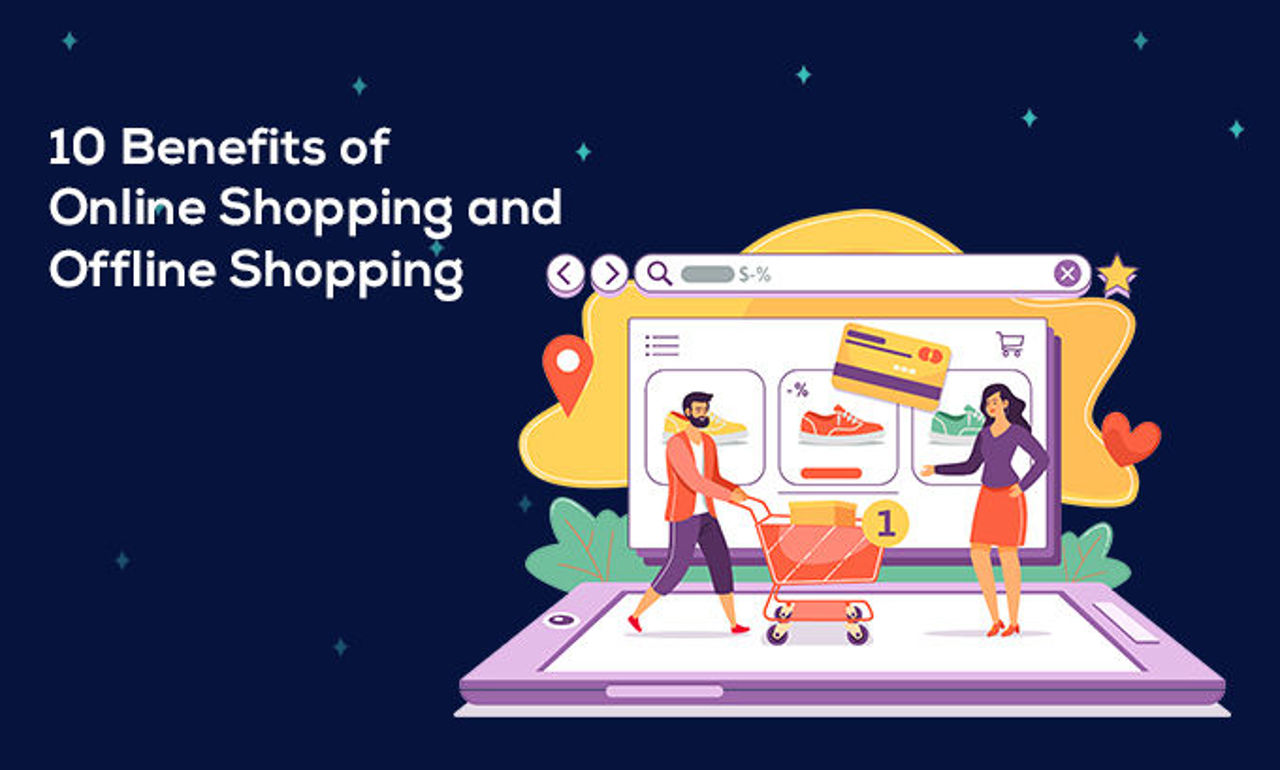 10 Benefits of
Online Shopping and
Offline Shopping
$-%
-%
1